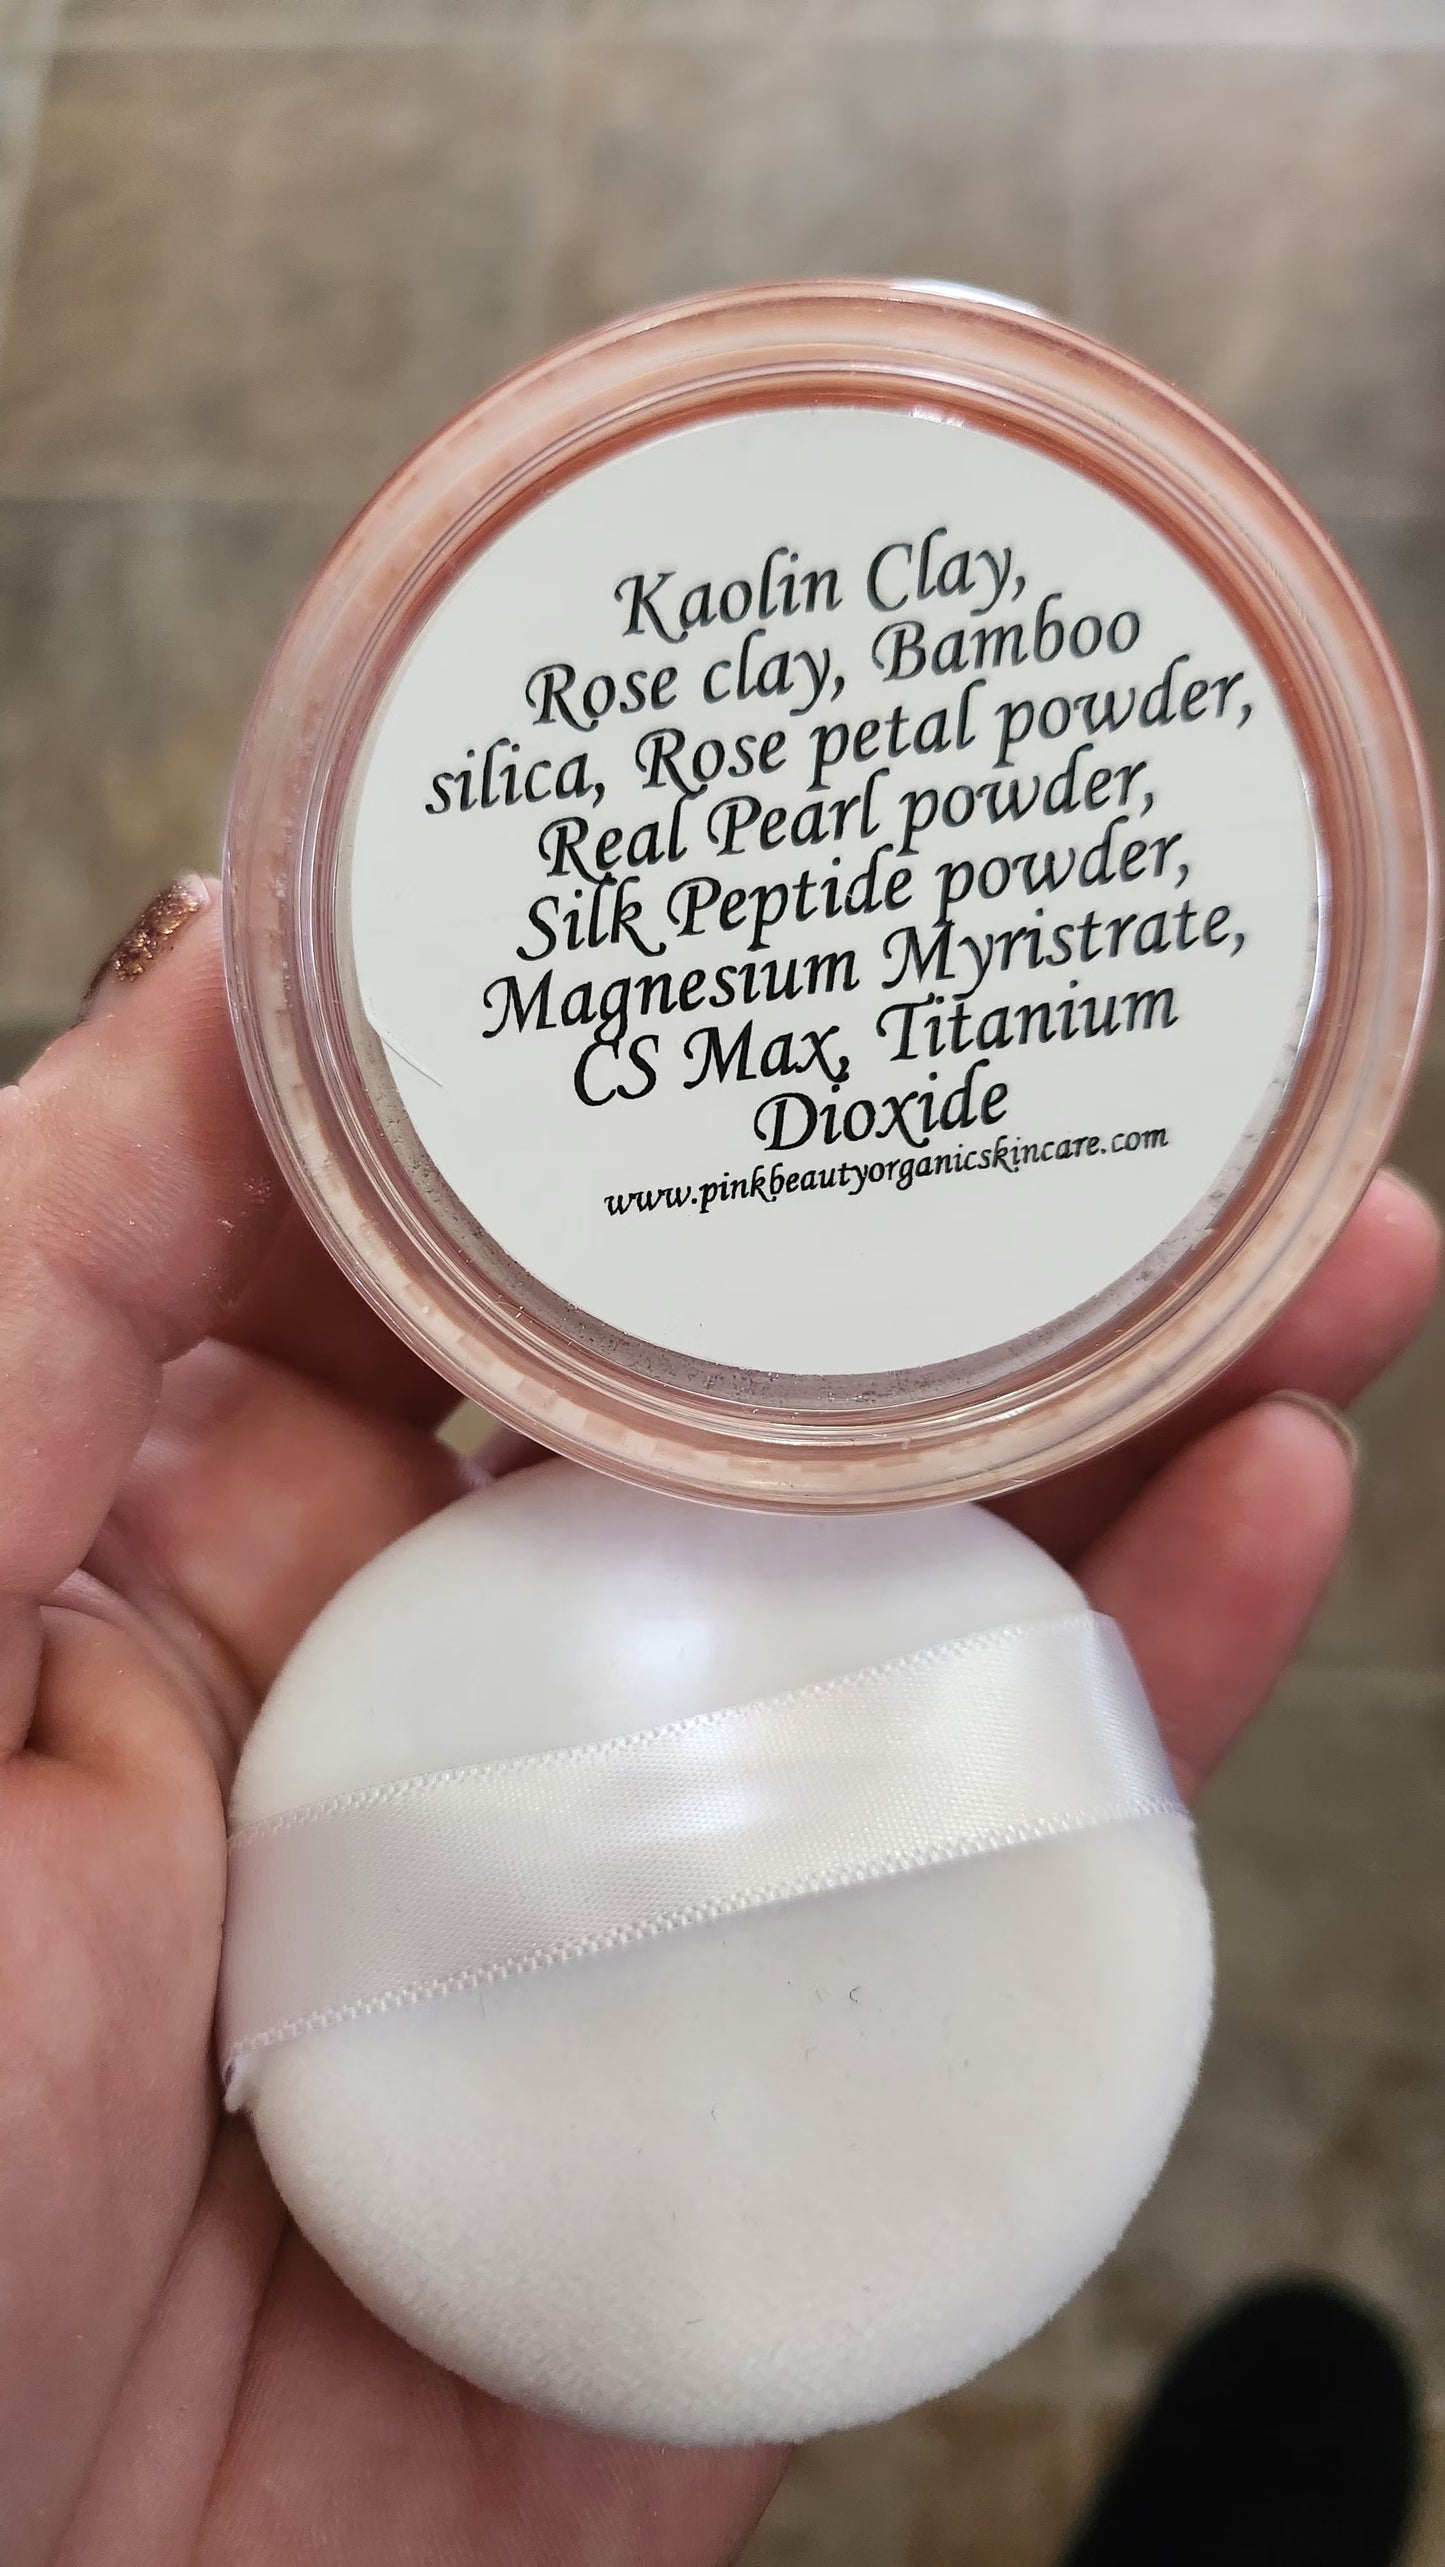 Kaolin Clay,
Rose clay, Bamboo
silica, Rose petal powder,
Real Pearl powder,
Silk Peptide powder,
Magnesium Myristrate,
CS Max, Titanium
Dioxide
www.pinkbeautyorganicskincare.com